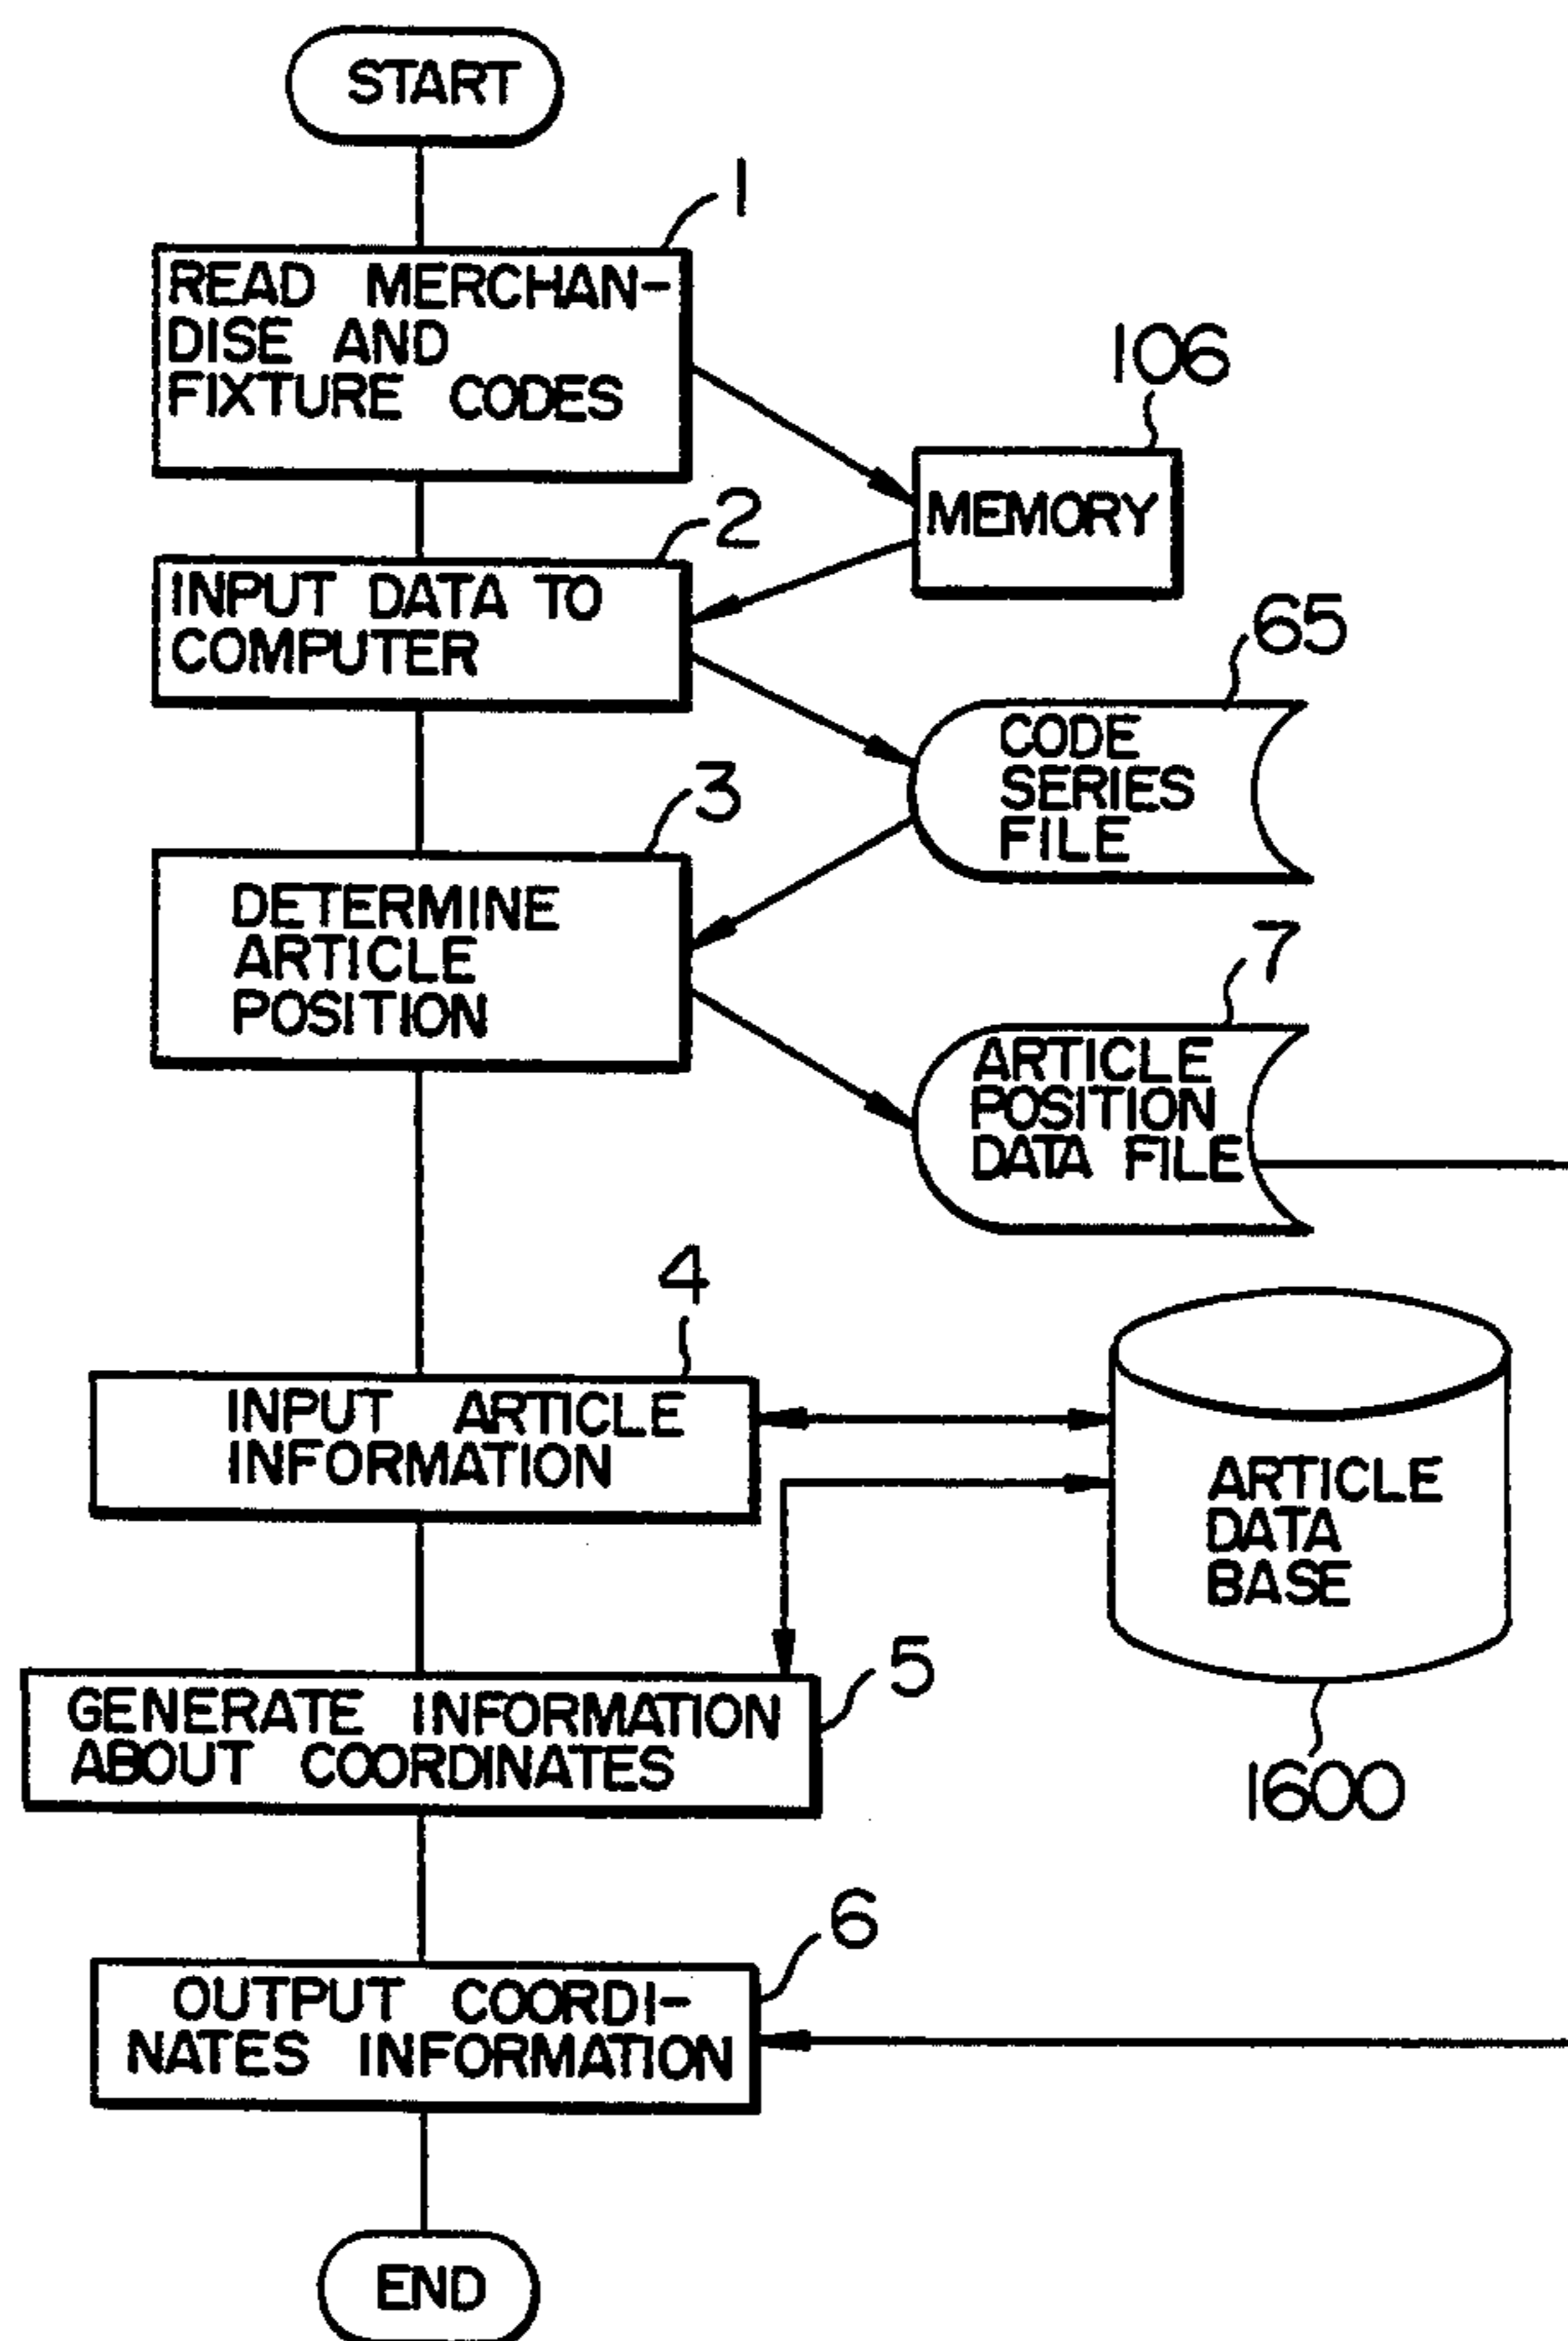 START
1
READ MERCHAN-
DISE AND
FIXTURE CODES
106
MEMORY
2
INPUT DATA TO
COMPUTER
65
CODE
SERIES
FILE
3
DETERMINE
ARTICLE
POSITION
7
ARTICLE
POSITION
DATA FILE
4
INPUT ARTICLE
INFORMATION
ARTICLE
DATA
BASE
1600
5
GENERATE INFORMATION
ABOUT COORDINATES
6
OUTPUT COORDI-
NATES INFORMATION
END